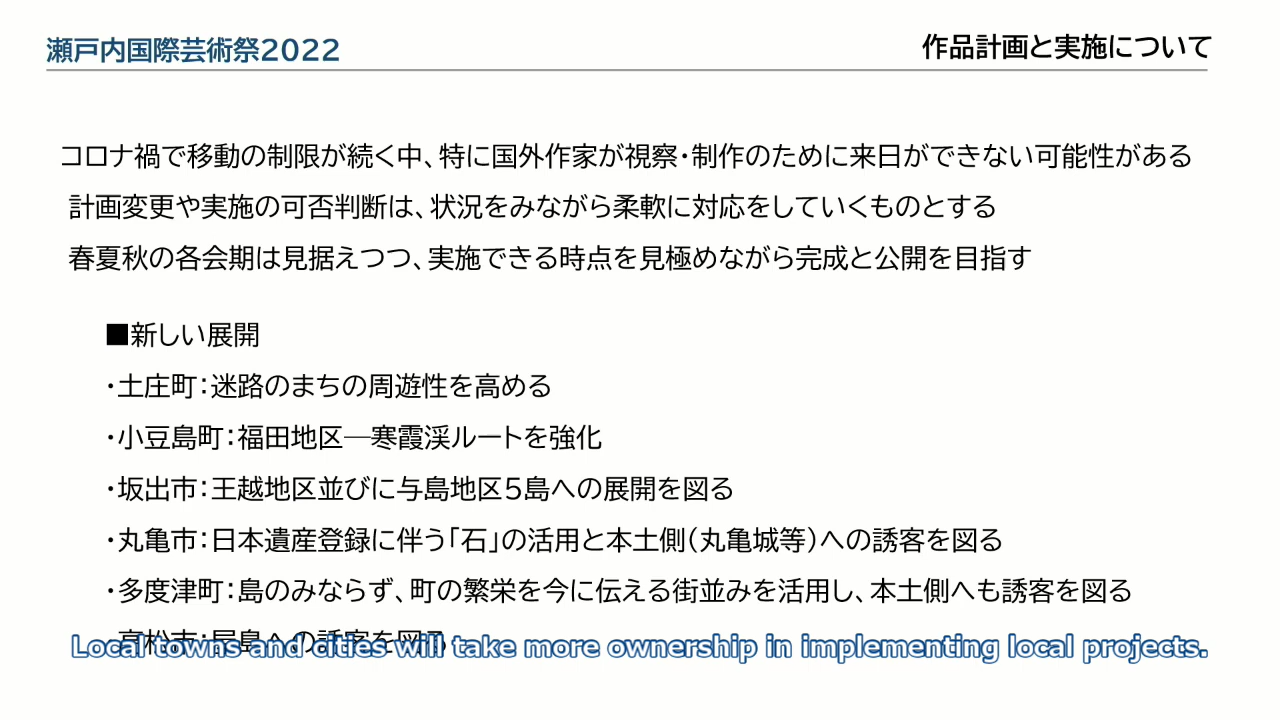 瀬戸内国際芸術祭2022
作品計画と実施について
コロナ禍で移動の制限が続く中、特に国外作家が視察・制作のために来日ができない可能性がある
計画変更や実施の可否判断は、状況をみながら柔軟に対応をしていくものとする
春夏秋の各会期は見据えつつ、実施できる時点を見極めながら完成と公開を目指す
■新しい展開
・土庄町：迷路のまちの周遊性を高める
・小豆島町：福田地区―寒霞渓ルートを強化
・坂出市：王越地区並びに与島地区5島への展開を図る
・丸亀市：日本遺産登録に伴う「石」の活用と本土側（丸亀城等）への誘客を図る
・多度津町：島のみならず、町の繁栄を今に伝える街並みを活用し、本土側へも誘客を図る
・高松市：屋島への誘客を図る
Local towns and cities will take more ownership in implementing local projects.